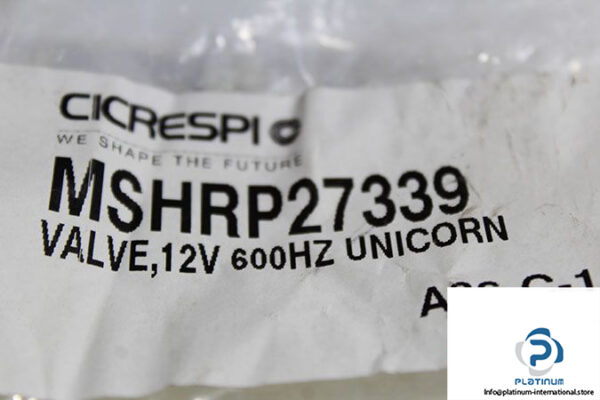 CICRESPI
WE SHAPE THE FUTURE
MSHRP27339
VALVE,12V 600HZ UNICORN
PLATINUM
Info@platinum-international.store